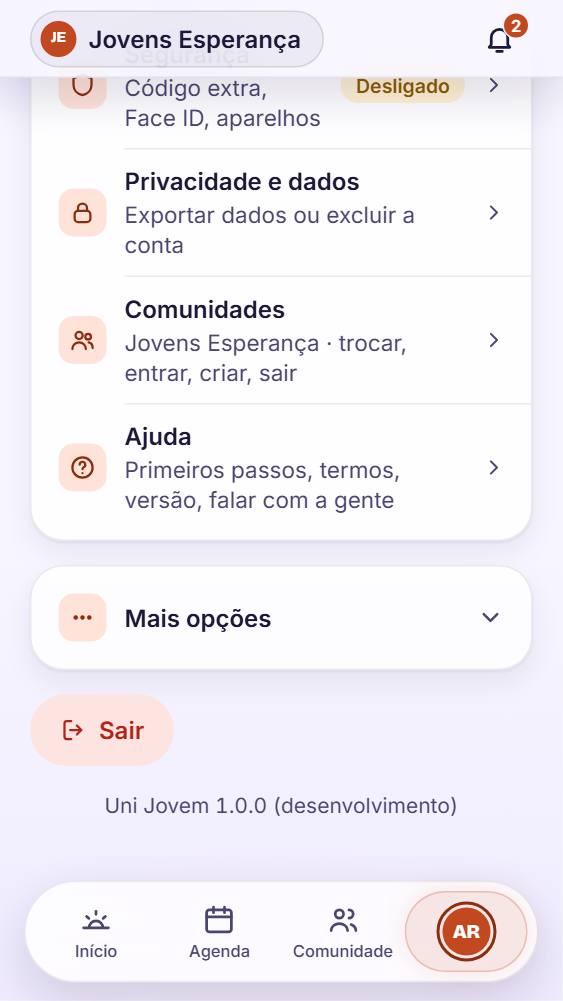 JE Jovens Esperança
2
Segurança
Código extra,
Face ID, aparelhos
Desligado
Privacidade e dados
Exportar dados ou excluir a
conta
Comunidades
Jovens Esperança · trocar,
entrar, criar, sair
Ajuda
Primeiros passos, termos,
versão, falar com a gente
Mais opções
Sair
Uni Jovem 1.0.0 (desenvolvimento)
Início
Agenda
Comunidade
AR